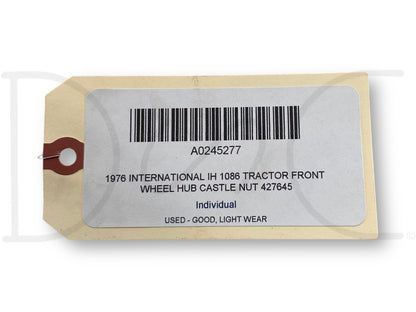 A0245277
1976 INTERNATIONAL IH 1086 TRACTOR FRONT
WHEEL HUB CASTLE NUT 427645
Individual
USED - GOOD, LIGHT WEAR